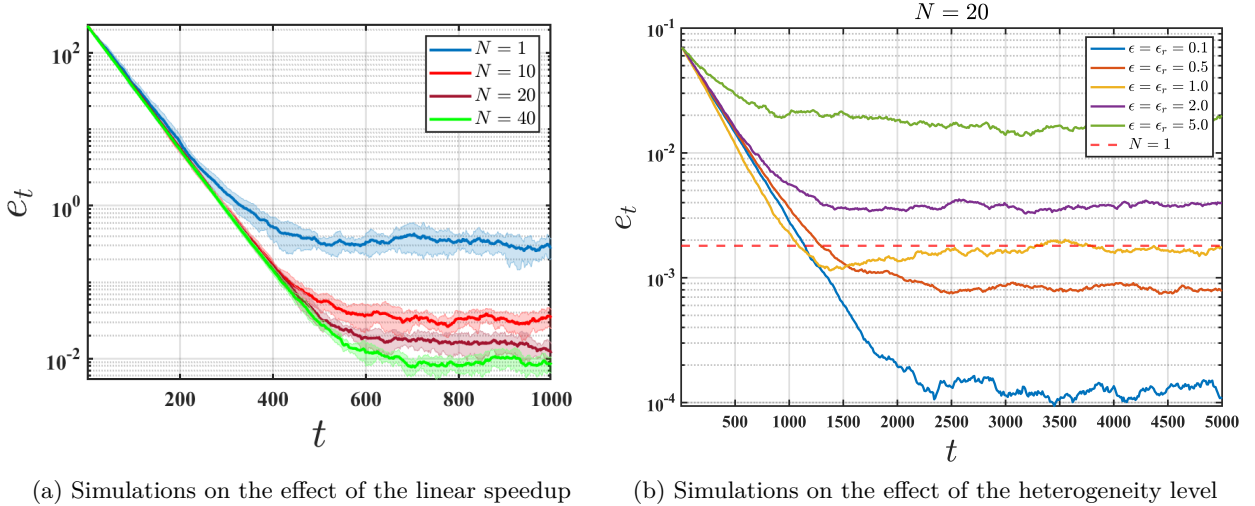 10^2
10^0
10^{-2}
e_t
200
400
600
800
1000
t
N = 1
N = 10
N = 20
N = 40
(a) Simulations on the effect of the linear speedup
N = 20
10^{-1}
10^{-2}
10^{-3}
10^{-4}
e_t
500
1000
1500
2000
2500
3000
3500
4000
4500
5000
t
ϵ = ϵ_r = 0.1
ϵ = ϵ_r = 0.5
ϵ = ϵ_r = 1.0
ϵ = ϵ_r = 2.0
ϵ = ϵ_r = 5.0
N = 1
(b) Simulations on the effect of the heterogeneity level